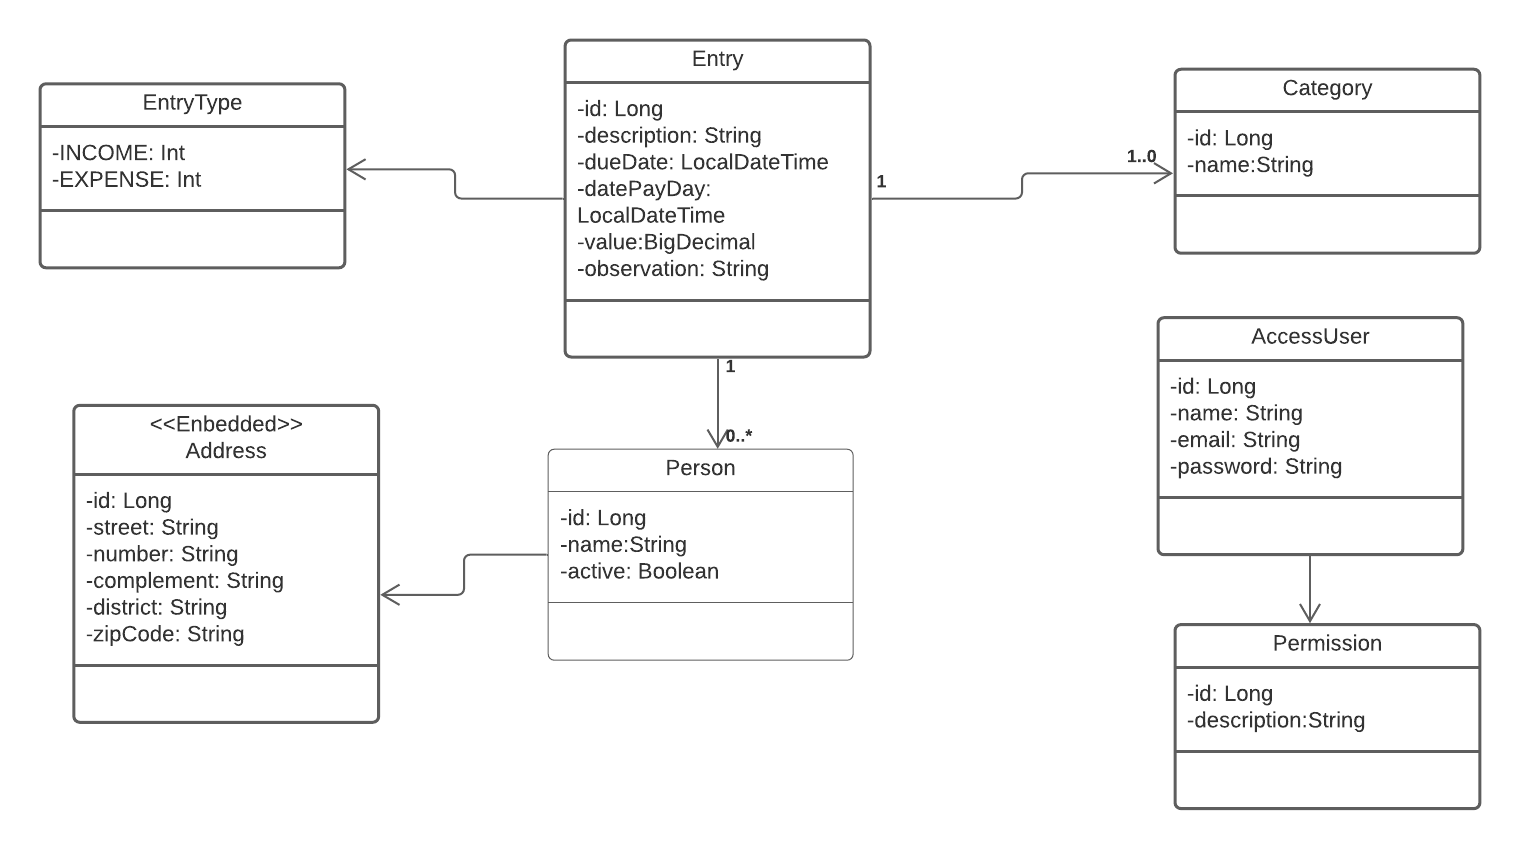 Entry
-id: Long
-description: String
-dueDate: LocalDateTime
-datePayDay:
LocalDateTime
-value:BigDecimal
-observation: String
EntryType
-INCOME: Int
-EXPENSE: Int
Category
-id: Long
-name:String
1
1..0
1
0..*
AccessUser
-id: Long
-name: String
-email: String
-password: String
<<Enbedded>>
Address
-id: Long
-street: String
-number: String
-complement: String
-district: String
-zipCode: String
Person
-id: Long
-name:String
-active: Boolean
Permission
-id: Long
-description:String